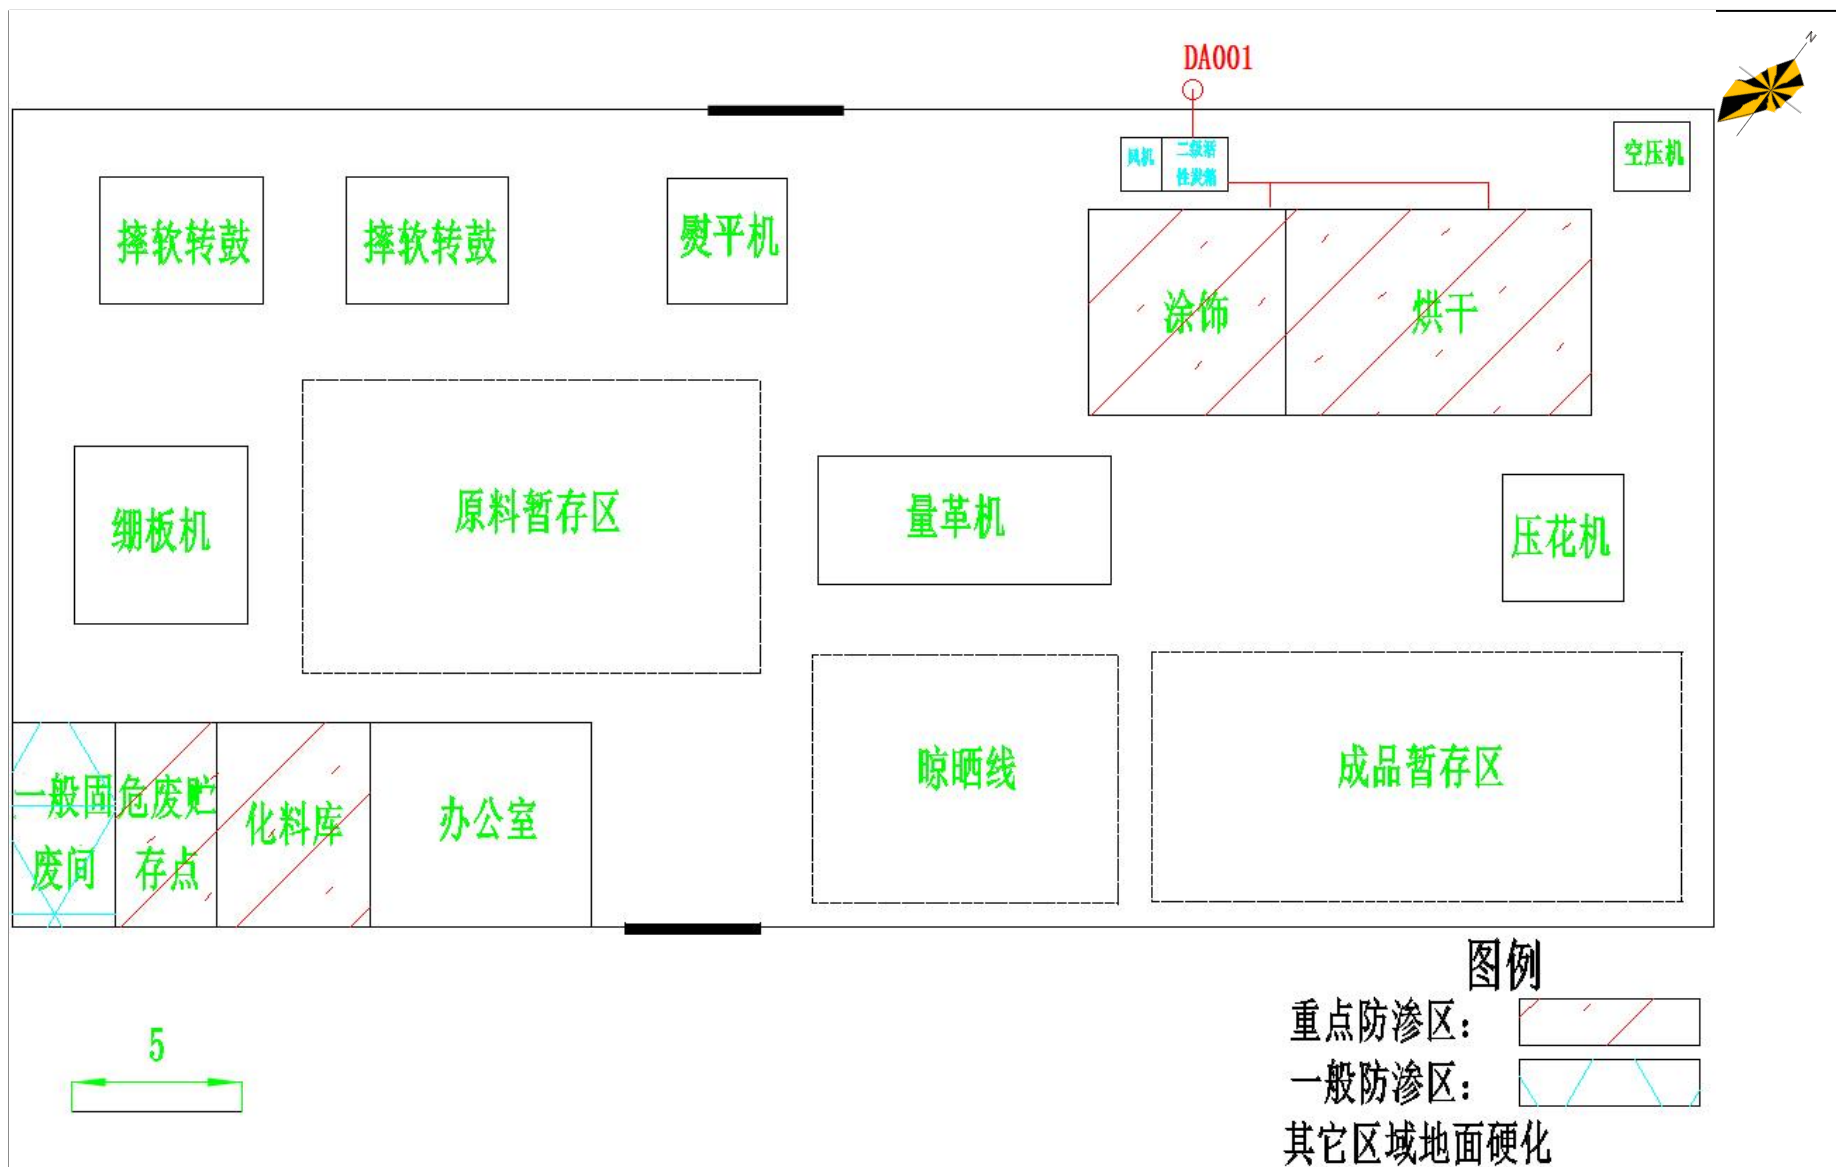 N
DA001
风机
二级活
性炭箱
空压机
摔软转鼓
摔软转鼓
熨平机
涂饰
烘干
绷板机
原料暂存区
量革机
压花机
一般固
废间
危废贮
存点
化料库
办公室
晾晒线
成品暂存区
5
图例
重点防渗区:
一般防渗区:
其它区域地面硬化